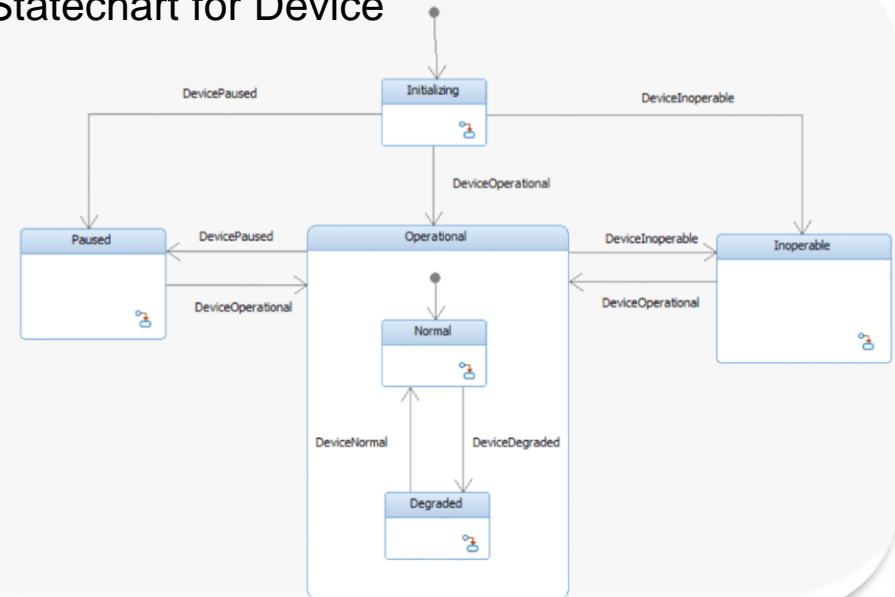 Statechart for Device
Initializing
DevicePaused
DeviceInoperable
DeviceOperational
Paused
DevicePaused
Operational
DeviceInoperable
Inoperable
DeviceOperational
DeviceOperational
Normal
DeviceNormal
DeviceDegraded
Degraded